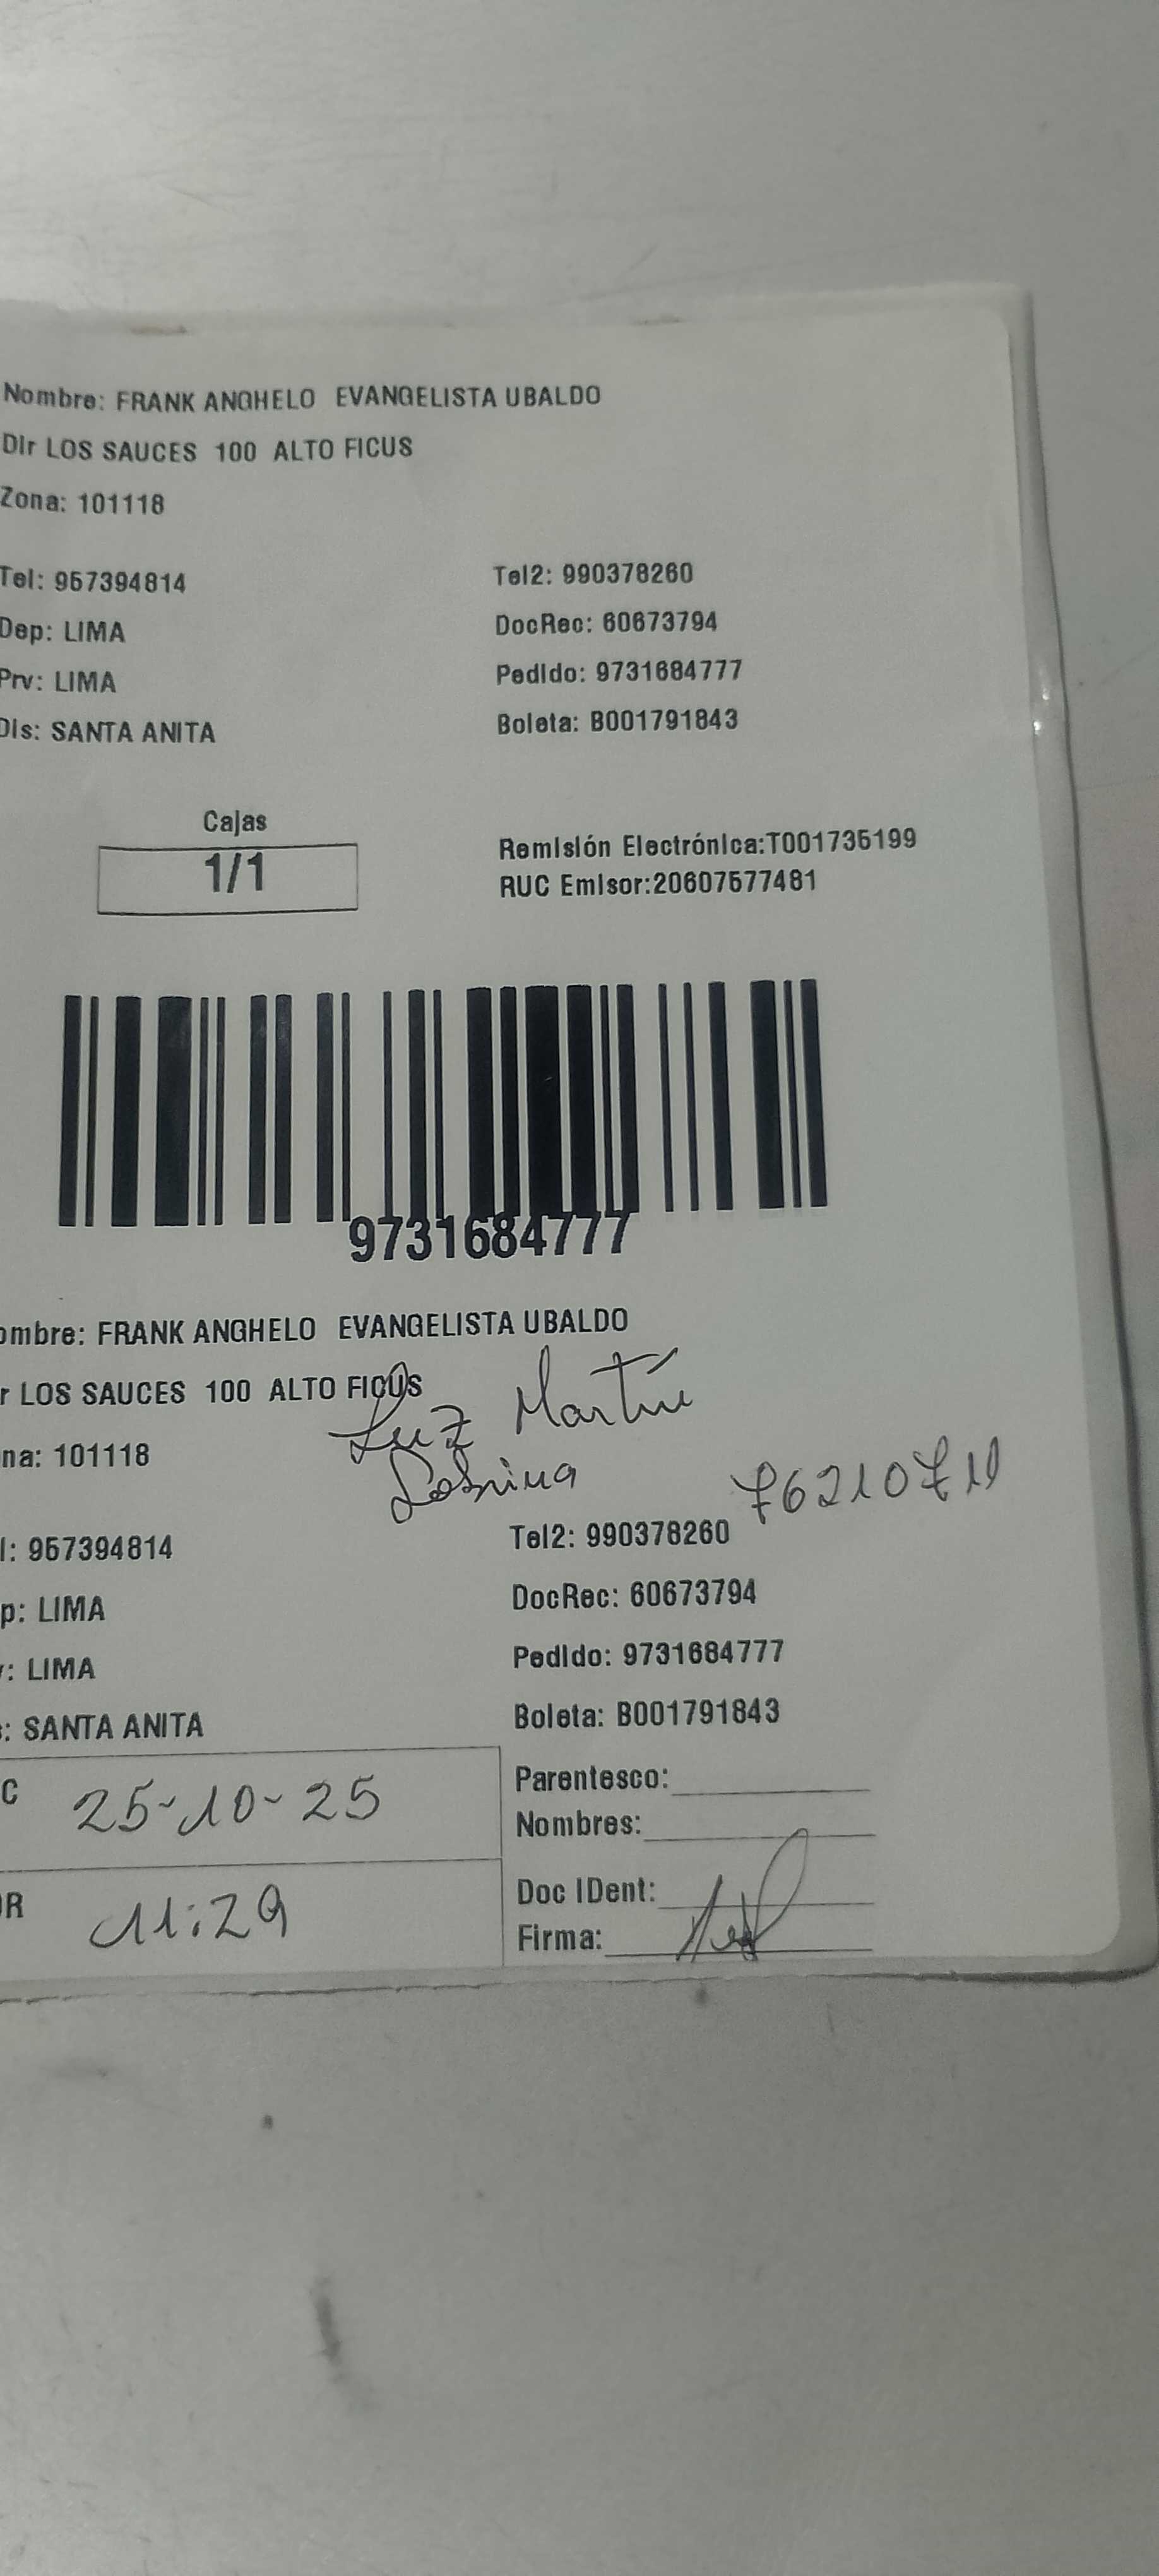 Nombre: FRANK ANGHELO EVANGELISTA UBALDO
Dir LOS SAUCES 100 ALTO FICUS
Zona: 101118
Tel: 957394814 Tel2: 990378260
Dep: LIMA DocRec: 60673794
Prv: LIMA Pedido: 9731684777
Dis: SANTA ANITA Boleta: B001791843
Cajas
1/1
Remisión Electrónica:T001735199
RUC Emisor:20607577481
9731684777
ombre: FRANK ANGHELO EVANGELISTA UBALDO
r LOS SAUCES 100 ALTO FICUS
Luz Martín
na: 101118
Sobrina
l: 957394814 Tel2: 990378260
p: LIMA DocRec: 60673794
: LIMA Pedido: 9731684777
: SANTA ANITA Boleta: B001791843
C 25-10-25
Parentesco:
Nombres:
R 11:29
Doc IDent:
Firma: